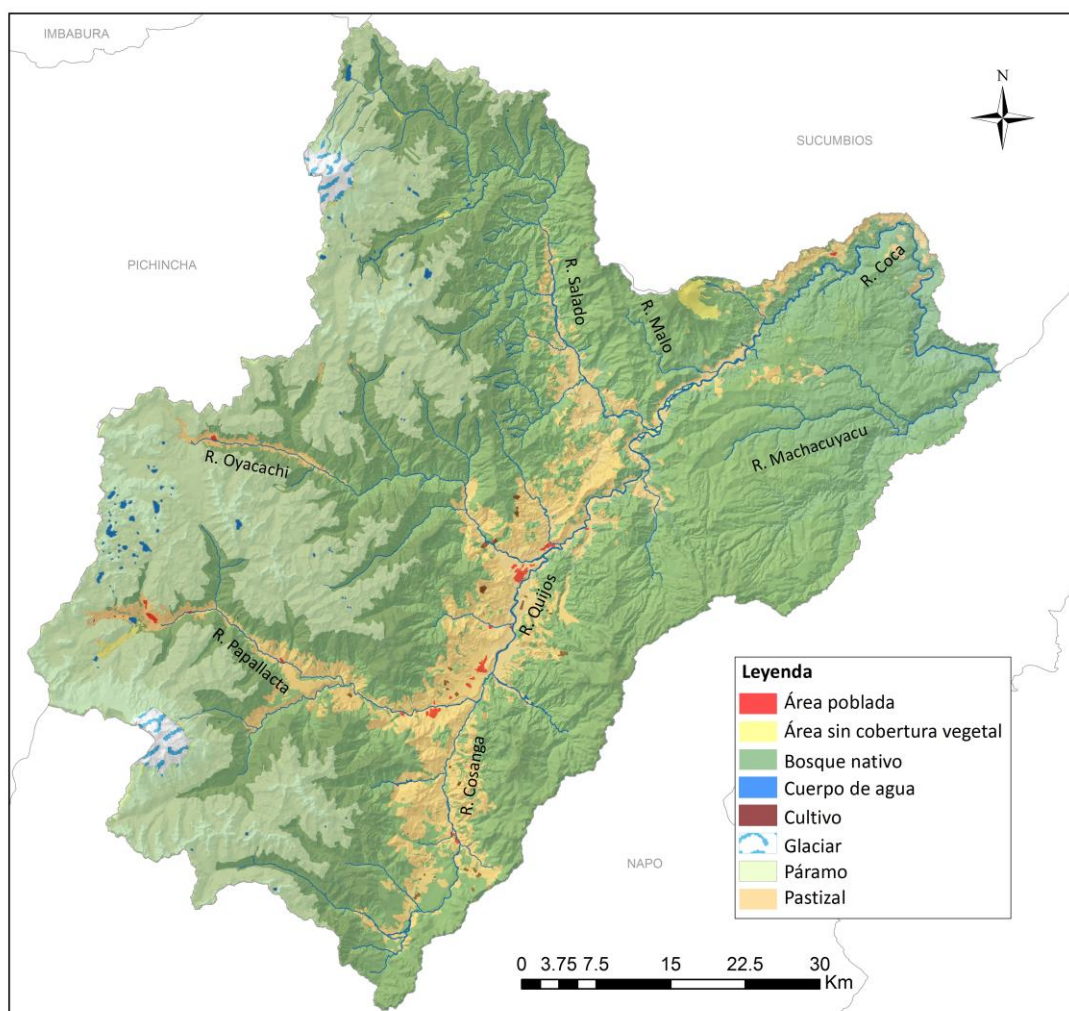 IMBABURA
N
SUCUMBIOS
PICHINCHA
R. Coca
R. Salado
R. Malo
R. Machacuyacu
R. Oyacachi
R. Quijos
R. Papallacta
R. Cosanga
NAPO
Leyenda
Área poblada
Área sin cobertura vegetal
Bosque nativo
Cuerpo de agua
Cultivo
Glaciar
Páramo
Pastizal
0 3.75 7.5 15 22.5 30
Km